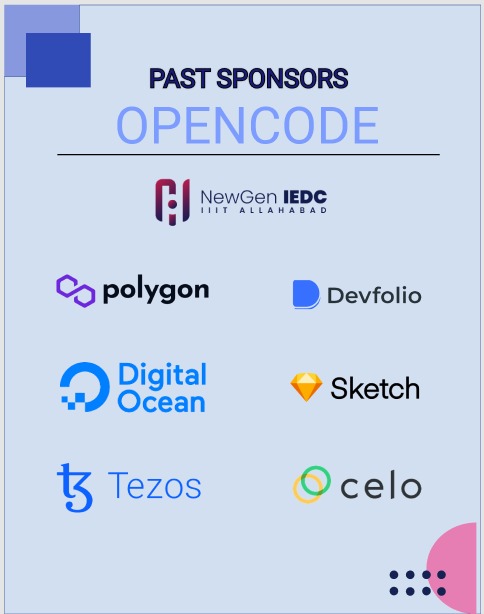 PAST SPONSORS
OPENCODE
NewGen IEDC
IIIT ALLAHABAD
polygon
Devfolio
Digital
Ocean
Sketch
Tezos
celo